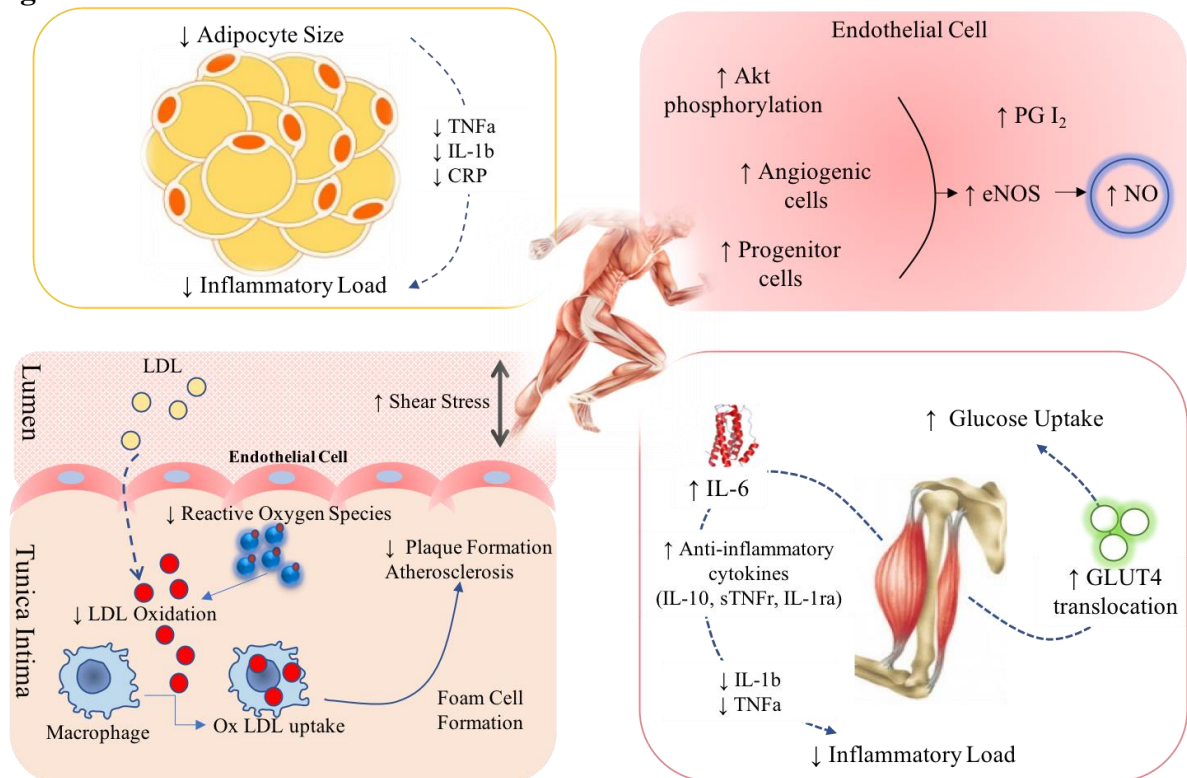 g
↓ Adipocyte Size
↓ TNFa
↓ IL-1b
↓ CRP
↓ Inflammatory Load
Endothelial Cell
↑ Akt
phosphorylation
↑ Angiogenic
cells
↑ Progenitor
cells
↑ PG I₂
↑ eNOS
↑ NO
Lumen
LDL
↑ Shear Stress
Endothelial Cell
Tunica Intima
↓ Reactive Oxygen Species
↓ Plaque Formation
Atherosclerosis
↓ LDL Oxidation
Macrophage
Ox LDL uptake
Foam Cell
Formation
↑ IL-6
↑ Anti-inflammatory
cytokines
(IL-10, sTNFr, IL-1ra)
↓ IL-1b
↓ TNFa
↓ Inflammatory Load
↑ Glucose Uptake
↑ GLUT4
translocation